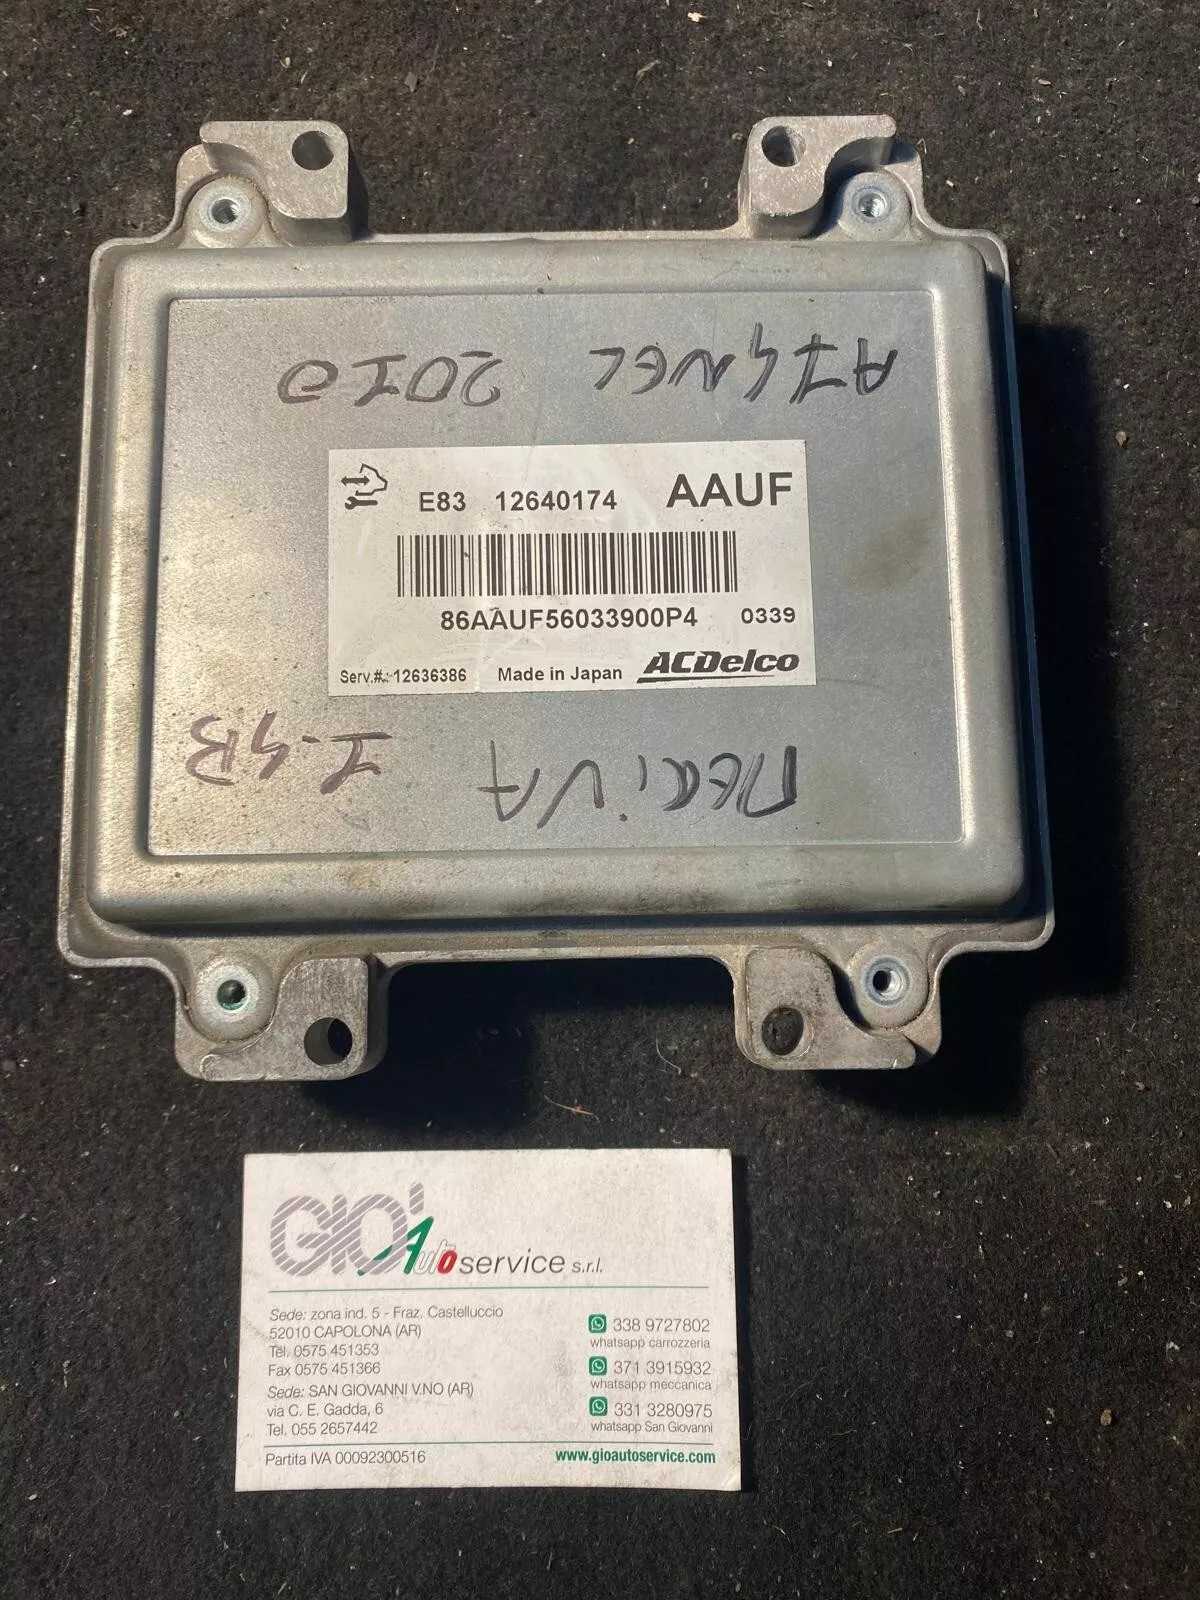 A14NEL 2010
E83 12640174 AAUF
86AAUF56033900P4 0339
Serv.#.: 12636386 Made in Japan ACDelco
MERiVA 1.4B
GIO' Auto service s.r.l.
Sede: zona ind. 5 - Fraz. Castelluccio
52010 CAPOLONA (AR)
Tel. 0575 451353
Fax 0575 451366
Sede: SAN GIOVANNI V.NO (AR)
via C. E. Gadda, 6
Tel. 055 2657442
338 9727802
whatsapp carrozzeria
371 3915932
whatsapp meccanica
331 3280975
whatsapp San Giovanni
Partita IVA 00092300516 www.gioautoservice.com